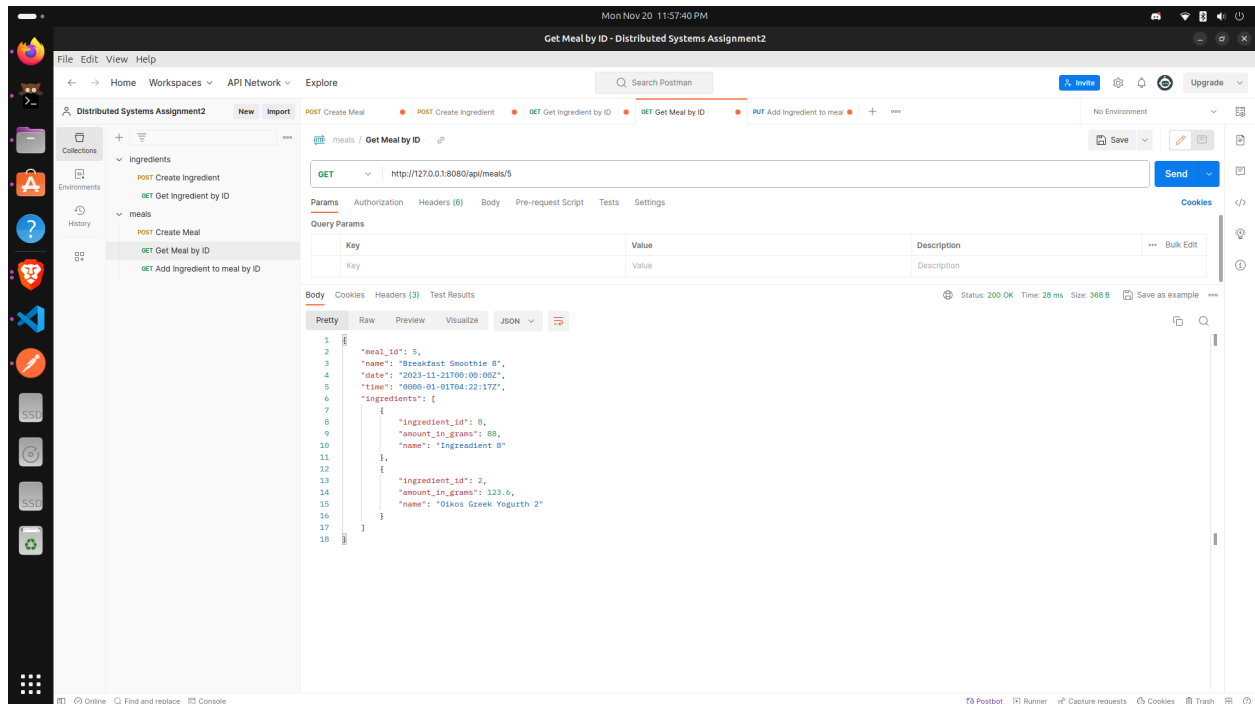 Mon Nov 20 11:57:40 PM
Get Meal by ID - Distributed Systems Assignment2
File Edit View Help
Home Workspaces API Network Explore Search Postman Invite Upgrade
Distributed Systems Assignment2 New Import POST Create Meal POST Create Ingredient GET Get Ingredient by ID GET Get Meal by ID PUT Add Ingredient to meal No Environment
Collections
Environments
History
ingredients
POST Create Ingredient
GET Get Ingredient by ID
meals
POST Create Meal
GET Get Meal by ID
GET Add Ingredient to meal by ID
HTTP meals / Get Meal by ID Save
GET http://127.0.0.1:8080/api/meals/5 Send
Params Authorization Headers (6) Body Pre-request Script Tests Settings Cookies
Query Params
Key Value Description Bulk Edit
Key Value Description
Body Cookies Headers (3) Test Results Status: 200 OK Time: 28 ms Size: 368 B Save as example
Pretty Raw Preview Visualize JSON
1 {
2 "meal_id": 5,
3 "name": "Breakfast Smoothie 8",
4 "date": "2023-11-21T00:00:00Z",
5 "time": "0000-01-01T04:22:17Z",
6 "ingredients": [
7 {
8 "ingredient_id": 8,
9 "amount_in_grams": 88,
10 "name": "Ingreadient 8"
11 },
12 {
13 "ingredient_id": 2,
14 "amount_in_grams": 123.6,
15 "name": "Oikos Greek Yogurth 2"
16 }
17 ]
18 }
SSD
SSD
Online Find and replace Console Postbot Runner Capture requests Cookies Trash